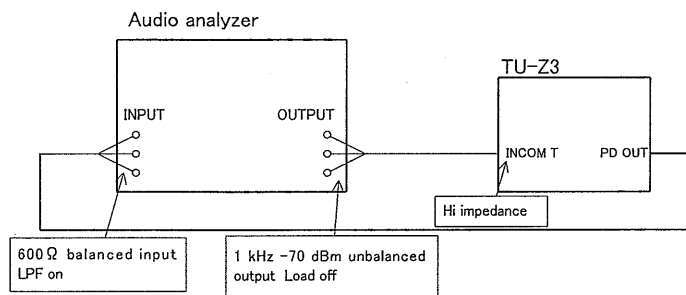 Audio analyzer
TU-Z3
INPUT
OUTPUT
INCOM T
PD OUT
Hi impedance
600Ω balanced input
LPF on
1 kHz -70 dBm unbalanced
output Load off